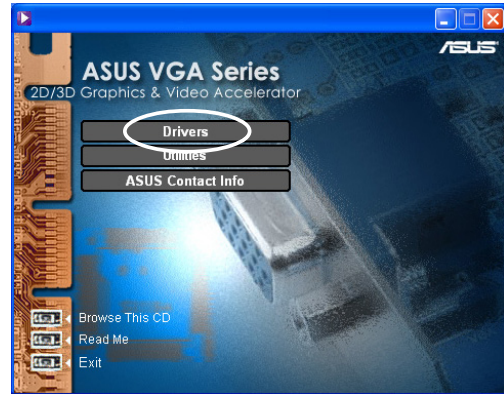 ASUS
ASUS VGA Series
2D/3D Graphics & Video Accelerator
Drivers
Utilities
ASUS Contact Info
Browse This CD
Read Me
Exit